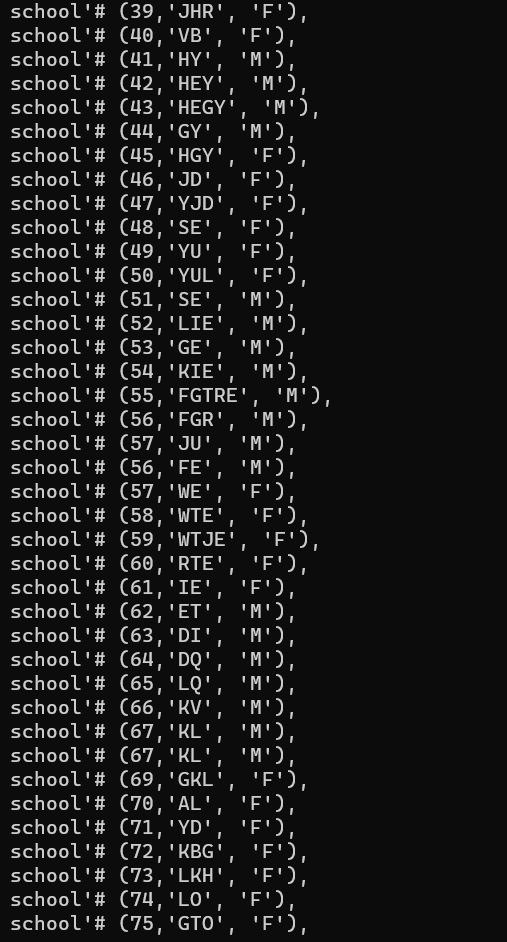 school'# (39,'JHR', 'F'),
school'# (40,'VB', 'F'),
school'# (41,'HY', 'M'),
school'# (42,'HEY', 'M'),
school'# (43,'HEGY', 'M'),
school'# (44,'GY', 'M'),
school'# (45,'HGY', 'F'),
school'# (46,'JD', 'F'),
school'# (47,'YJD', 'F'),
school'# (48,'SE', 'F'),
school'# (49,'YU', 'F'),
school'# (50,'YUL', 'F'),
school'# (51,'SE', 'M'),
school'# (52,'LIE', 'M'),
school'# (53,'GE', 'M'),
school'# (54,'KIE', 'M'),
school'# (55,'FGTRE', 'M'),
school'# (56,'FGR', 'M'),
school'# (57,'JU', 'M'),
school'# (56,'FE', 'M'),
school'# (57,'WE', 'F'),
school'# (58,'WTE', 'F'),
school'# (59,'WTJE', 'F'),
school'# (60,'RTE', 'F'),
school'# (61,'IE', 'F'),
school'# (62,'ET', 'M'),
school'# (63,'DI', 'M'),
school'# (64,'DQ', 'M'),
school'# (65,'LQ', 'M'),
school'# (66,'KV', 'M'),
school'# (67,'KL', 'M'),
school'# (67,'KL', 'M'),
school'# (69,'GKL', 'F'),
school'# (70,'AL', 'F'),
school'# (71,'YD', 'F'),
school'# (72,'KBG', 'F'),
school'# (73,'LKH', 'F'),
school'# (74,'LO', 'F'),
school'# (75,'GTO', 'F'),